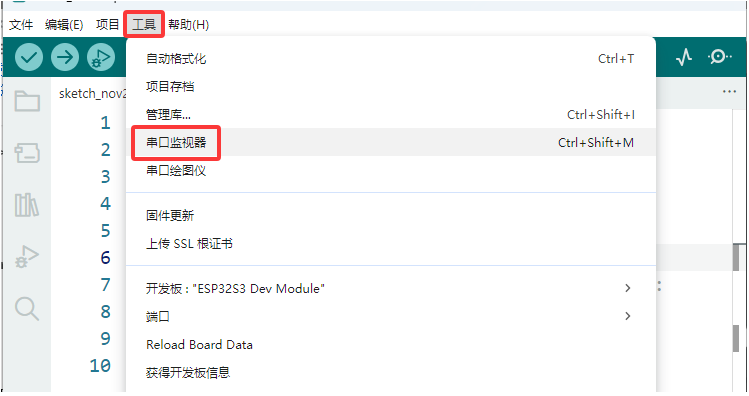 文件 编辑(E) 项目 工具 帮助(H)
自动格式化 Ctrl+T
项目存档
sketch_nov2
管理库... Ctrl+Shift+I
串口监视器 Ctrl+Shift+M
串口绘图仪
固件更新
上传 SSL 根证书
开发板 : "ESP32S3 Dev Module"
端口
Reload Board Data
获得开发板信息
1
2
3
4
5
6
7
8
9
10